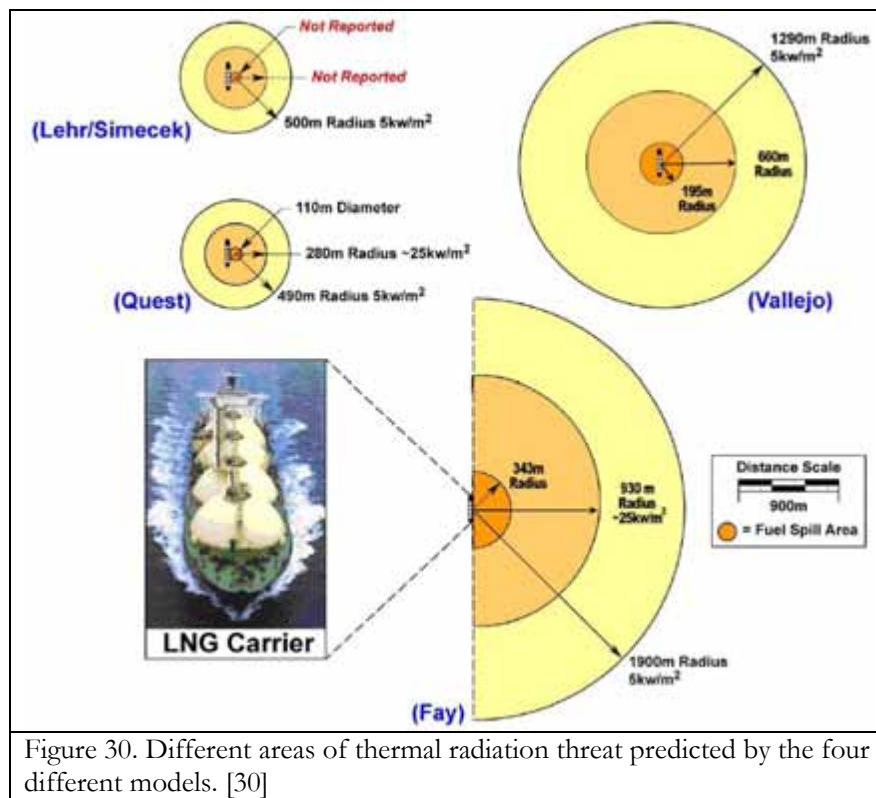 Not Reported
Not Reported
500m Radius 5kw/m²
(Lehr/Simecek)
110m Diameter
280m Radius ~25kw/m²
490m Radius 5kw/m²
(Quest)
1290m Radius
5kw/m²
660m
Radius
195m
Radius
(Vallejo)
LNG Carrier
343m
Radius
930 m
Radius
~25kw/m²
1900m Radius
5kw/m²
(Fay)
Distance Scale
900m
= Fuel Spill Area
Figure 30. Different areas of thermal radiation threat predicted by the four
different models. [30]